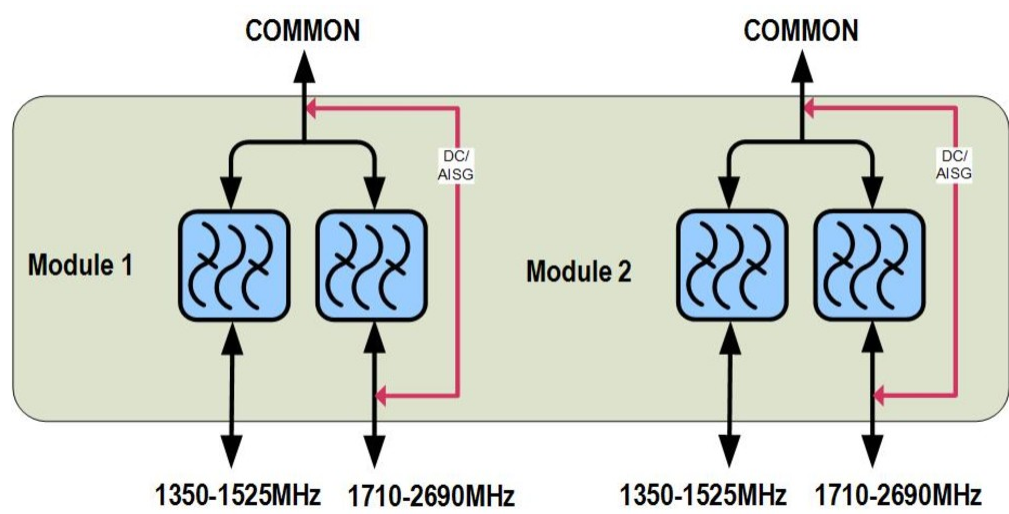 COMMON
COMMON
DC/
AISG
DC/
AISG
Module 1
Module 2
1350-1525MHz
1710-2690MHz
1350-1525MHz
1710-2690MHz